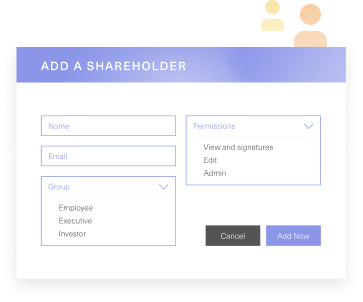 ADD A SHAREHOLDER
Name
Email
Group
Employee
Executive
Investor
Permissions
View and signatures
Edit
Admin
Cancel
Add Now